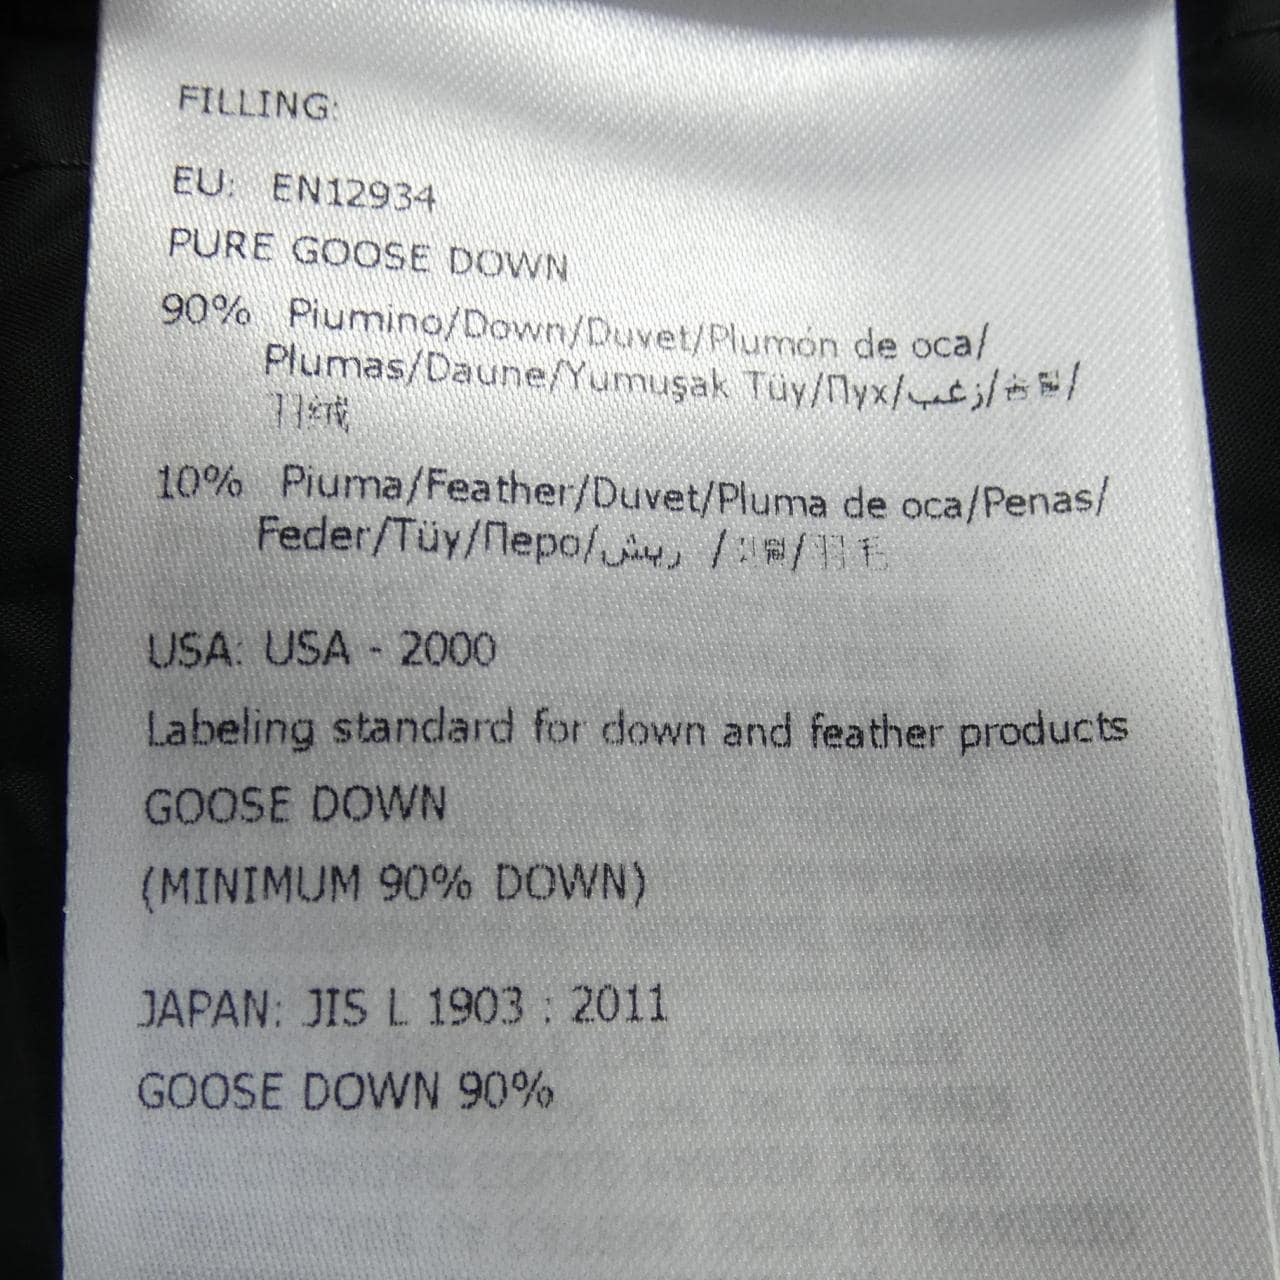 FILLING:
EU: EN12934
PURE GOOSE DOWN
90% Piumino/Down/Duvet/Plumón de oca/
Plumas/Daune/Yumuşak Tüy/Пух/زغب/
羽绒
10% Piuma/Feather/Duvet/Pluma de oca/Penas/
Feder/Tüy/Перо/ريش /羽毛
USA: USA - 2000
Labeling standard for down and feather products
GOOSE DOWN
(MINIMUM 90% DOWN)
JAPAN: JIS L 1903 : 2011
GOOSE DOWN 90%